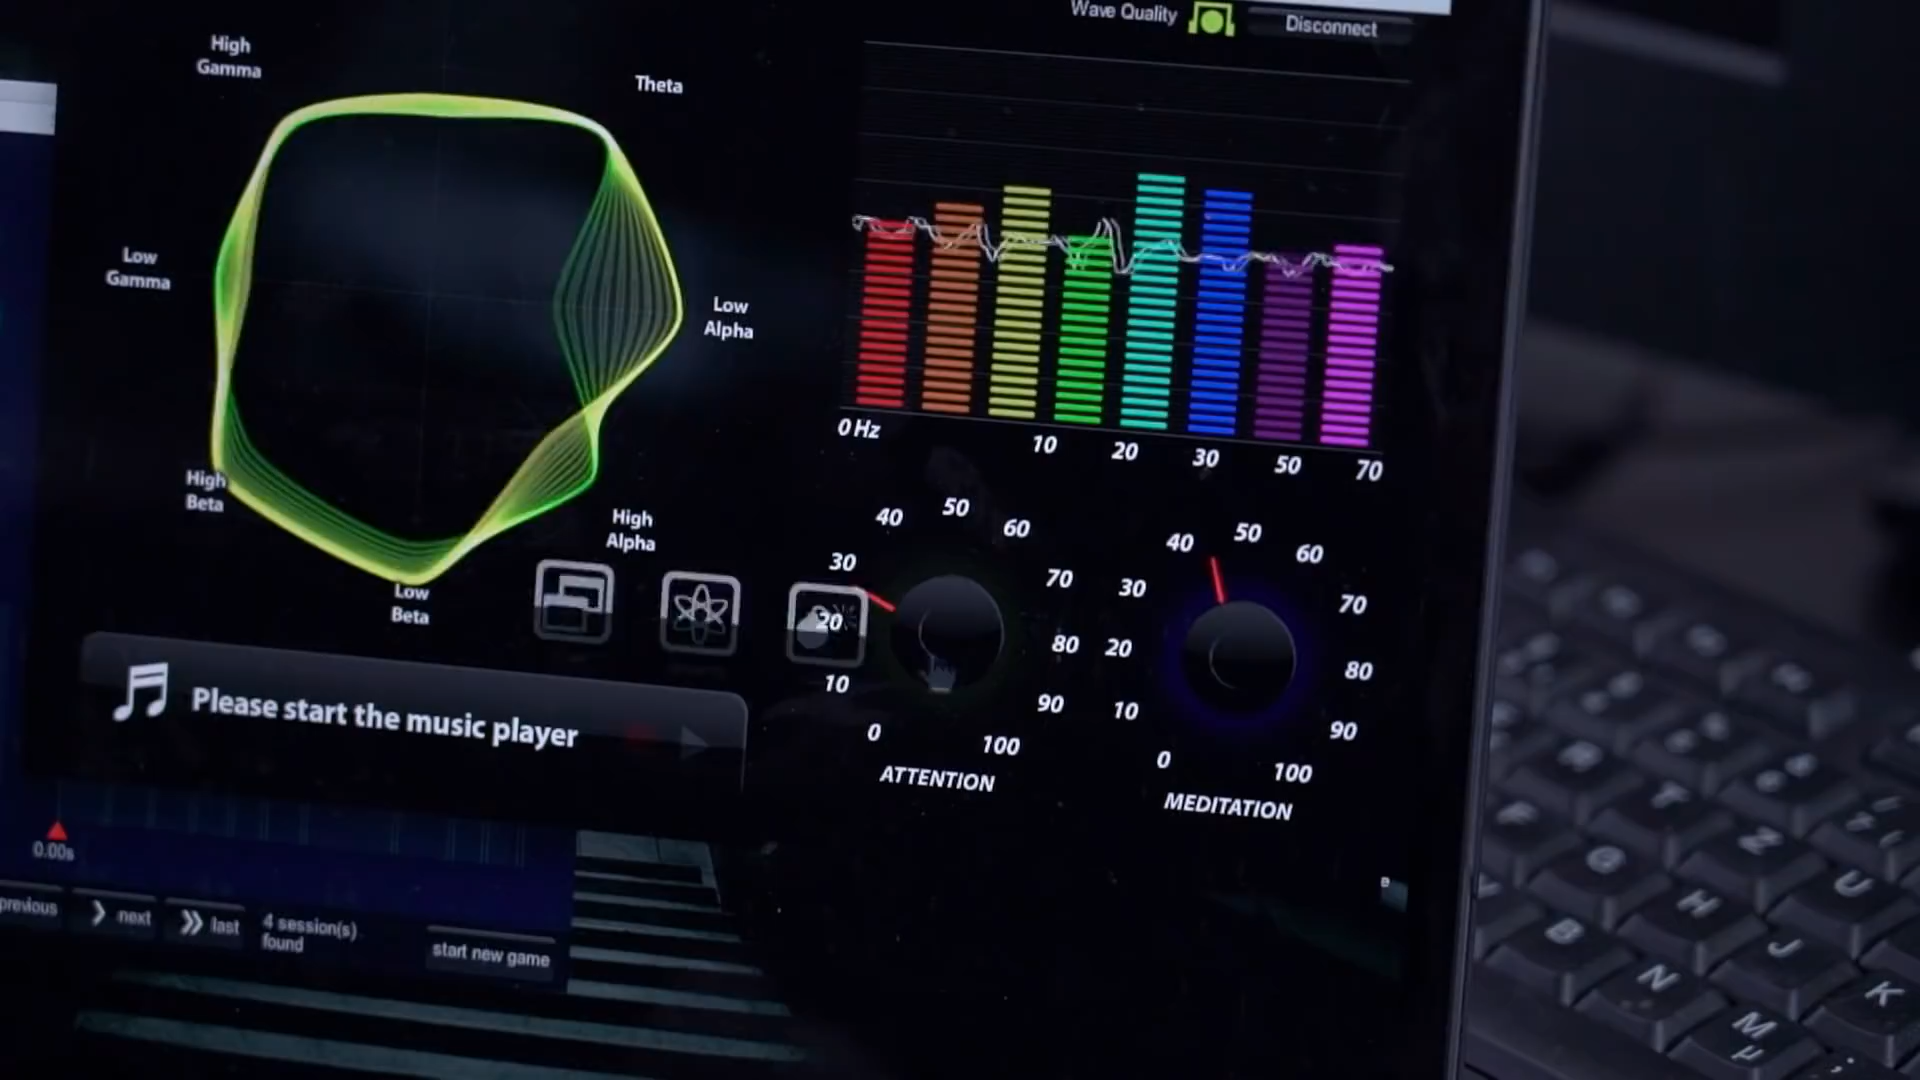 Wave Quality
Disconnect
High
Gamma
Theta
Low
Gamma
Low
Alpha
High
Beta
High
Alpha
Low
Beta
0 Hz
10
20
30
50
70
0
10
20
30
40
50
60
70
80
90
100
ATTENTION
0
10
20
30
40
50
60
70
80
90
100
MEDITATION
Please start the music player
0.00s
previous
next
last
4 session(s)
found
start new game
e
R
T
Z
F
G
H
U
B
J
N
K
M
µ